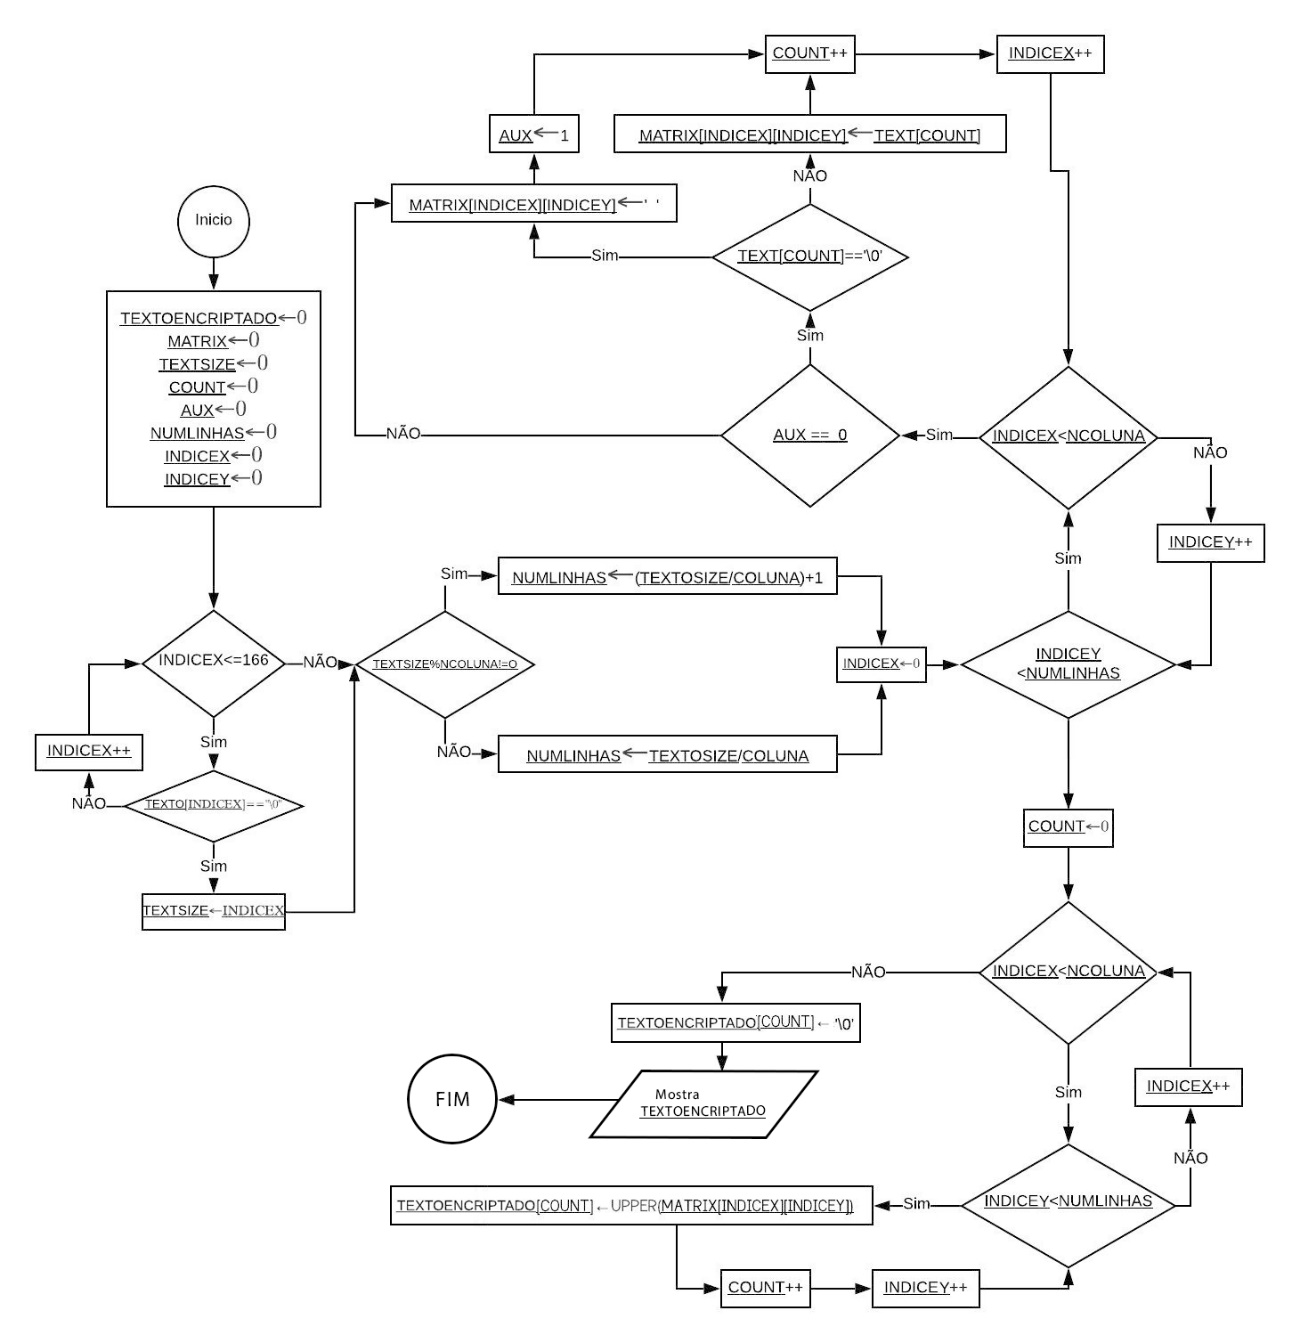 COUNT++
INDICEX++
AUX←1
MATRIX[INDICEX][INDICEY]←TEXT[COUNT]
NÃO
MATRIX[INDICEX][INDICEY]←' '
Inicio
Sim
TEXT[COUNT]=='\0'
TEXTOENCRIPTADO←0
MATRIX←0
TEXTSIZE←0
COUNT←0
AUX←0
NUMLINHAS←0
INDICEX←0
INDICEY←0
Sim
NÃO
AUX == 0
Sim
INDICEX<NCOLUNA
NÃO
INDICEY++
Sim
Sim
NUMLINHAS←(TEXTOSIZE/COLUNA)+1
INDICEX<=166
NÃO
TEXTSIZE%NCOLUNA!=O
INDICEX←0
INDICEY
<NUMLINHAS
Sim
INDICEX++
NÃO
NUMLINHAS←TEXTOSIZE/COLUNA
NÃO
TEXTO[INDICEX]=="\0"
COUNT←0
Sim
TEXTSIZE←INDICEX
NÃO
INDICEX<NCOLUNA
TEXTOENCRIPTADO[COUNT]← '\0'
INDICEX++
Sim
FIM
Mostra
TEXTOENCRIPTADO
NÃO
TEXTOENCRIPTADO[COUNT]←UPPER(MATRIX[INDICEX][INDICEY])
Sim
INDICEY<NUMLINHAS
COUNT++
INDICEY++